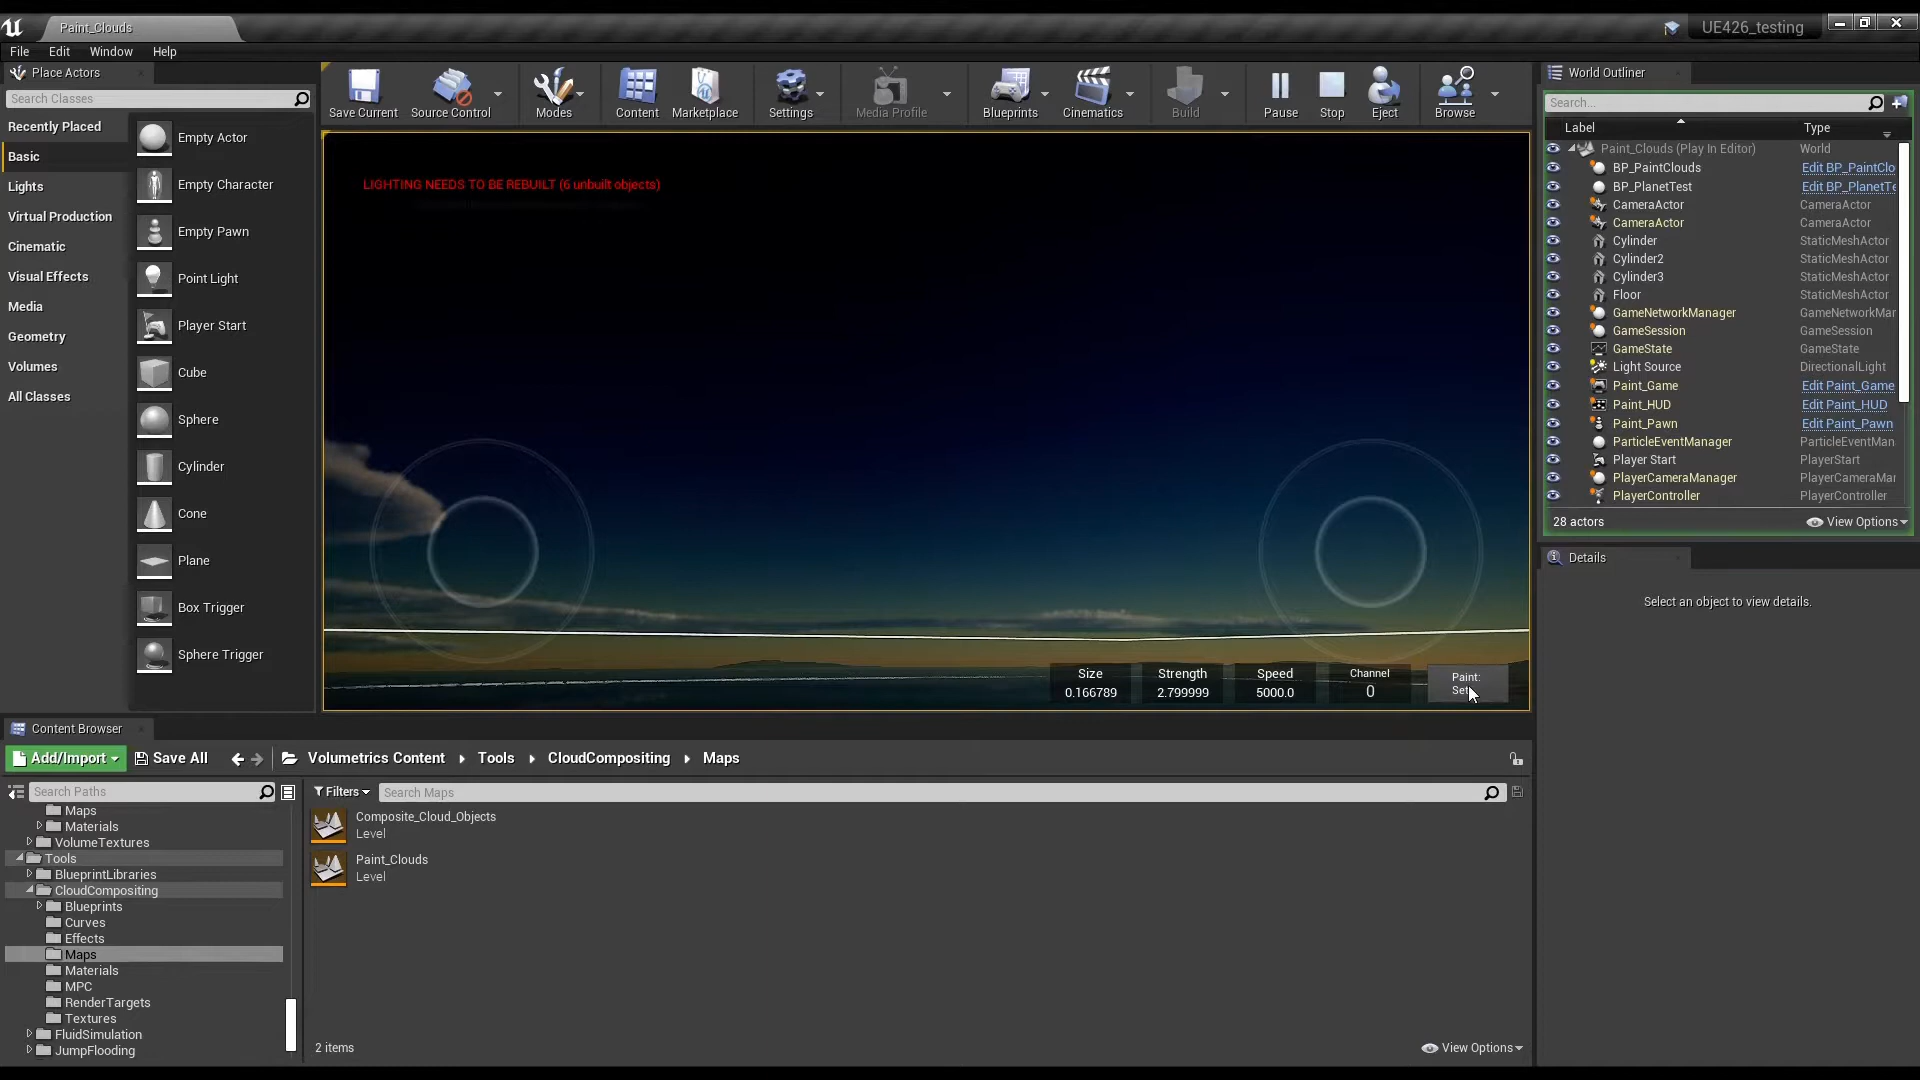 Paint_Clouds
UE426_testing
File Edit Window Help
Place Actors
Search Classes
Recently Placed
Basic
Lights
Virtual Production
Cinematic
Visual Effects
Media
Geometry
Volumes
All Classes
Empty Actor
Empty Character
Empty Pawn
Point Light
Player Start
Cube
Sphere
Cylinder
Cone
Plane
Box Trigger
Sphere Trigger
Save Current Source Control Modes Content Marketplace Settings Media Profile Blueprints Cinematics Build Pause Stop Eject Browse
LIGHTING NEEDS TO BE REBUILT (6 unbuilt objects)
Size Strength Speed Channel Paint:
0.166789 2.799999 5000.0 0 Set
World Outliner
Search...
Label Type
Paint_Clouds (Play In Editor) World
BP_PaintClouds Edit BP_PaintClo
BP_PlanetTest Edit BP_PlanetTe
CameraActor CameraActor
CameraActor CameraActor
Cylinder StaticMeshActor
Cylinder2 StaticMeshActor
Cylinder3 StaticMeshActor
Floor StaticMeshActor
GameNetworkManager GameNetworkMar
GameSession GameSession
GameState GameState
Light Source DirectionalLight
Paint_Game Edit Paint_Game
Paint_HUD Edit Paint_HUD
Paint_Pawn Edit Paint_Pawn
ParticleEventManager ParticleEventMan
Player Start PlayerStart
PlayerCameraManager PlayerCameraMar
PlayerController PlayerController
28 actors View Options
Details
Select an object to view details.
Content Browser
Add/Import Save All Volumetrics Content Tools CloudCompositing Maps
Search Paths
Filters Search Maps
Maps
Materials
VolumeTextures
Tools
BlueprintLibraries
CloudCompositing
Blueprints
Curves
Effects
Maps
Materials
MPC
RenderTargets
Textures
FluidSimulation
JumpFlooding
Composite_Cloud_Objects
Level
Paint_Clouds
Level
2 items View Options